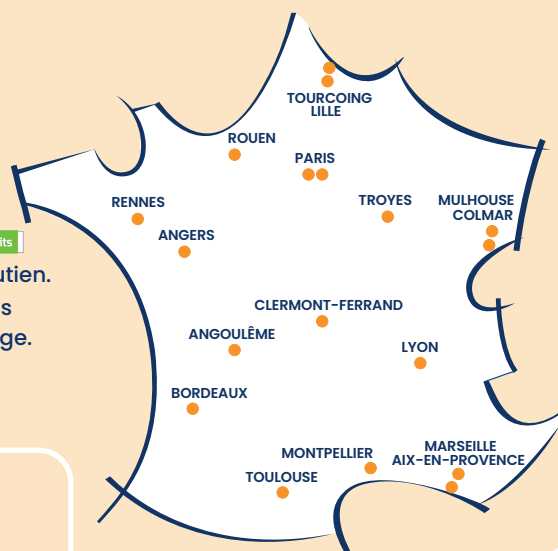 TOURCOING
LILLE
ROUEN
PARIS
RENNES
TROYES
MULHOUSE
COLMAR
ANGERS
its
utien.
s
ge.
CLERMONT-FERRAND
ANGOULÊME
LYON
BORDEAUX
MONTPELLIER
MARSEILLE
AIX-EN-PROVENCE
TOULOUSE